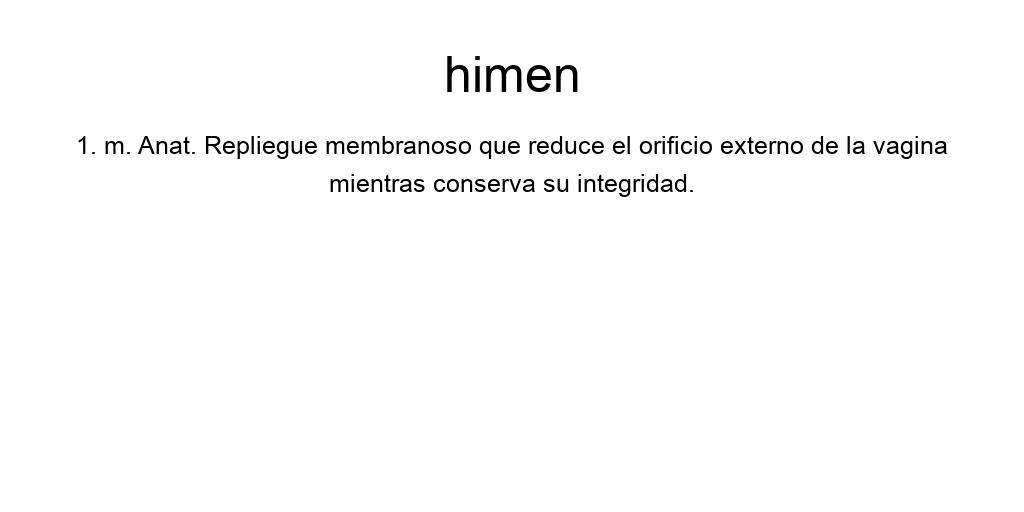 himen
1. m. Anat. Repliegue membranoso que reduce el orificio externo de la vagina
mientras conserva su integridad.